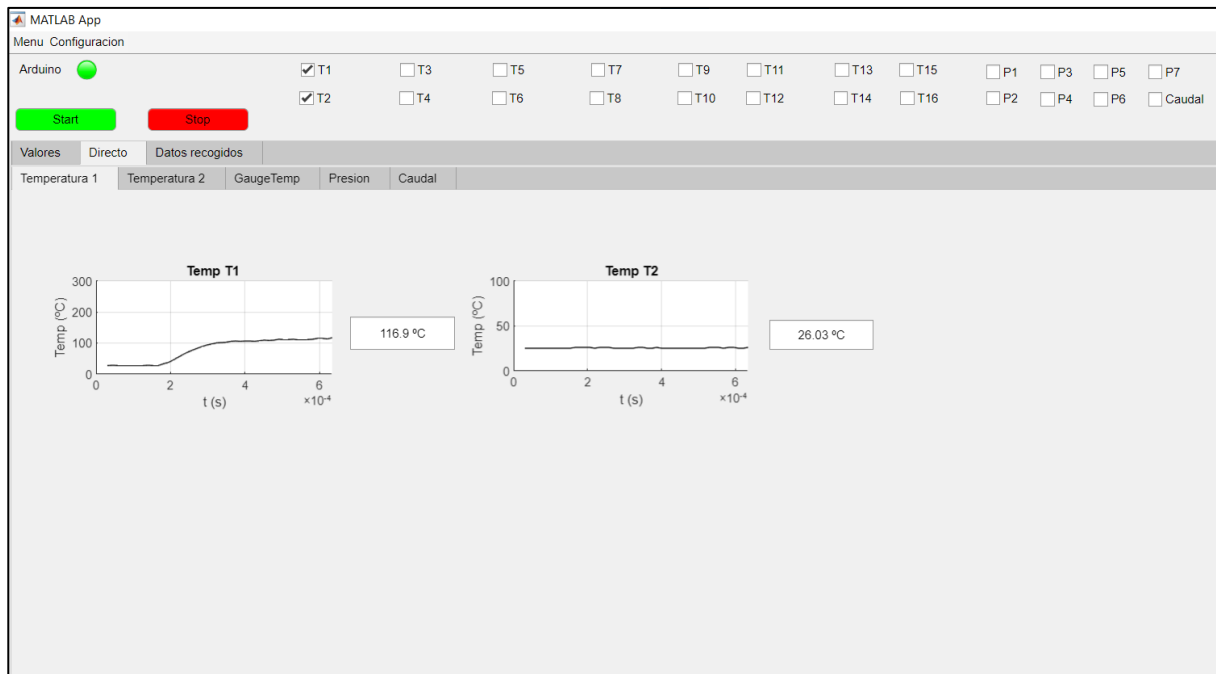 MATLAB App
Menu Configuracion
Arduino T1 T3 T5 T7 T9 T11 T13 T15 P1 P3 P5 P7
T2 T4 T6 T8 T10 T12 T14 T16 P2 P4 P6 Caudal
Start Stop
Valores Directo Datos recogidos
Temperatura 1 Temperatura 2 GaugeTemp Presion Caudal
Temp T1
300
200
100
0
Temp (ºC)
0 2 4 6
t (s) ×10-4
116.9 ºC
Temp T2
100
50
0
Temp (ºC)
0 2 4 6
t (s) ×10-4
26.03 ºC